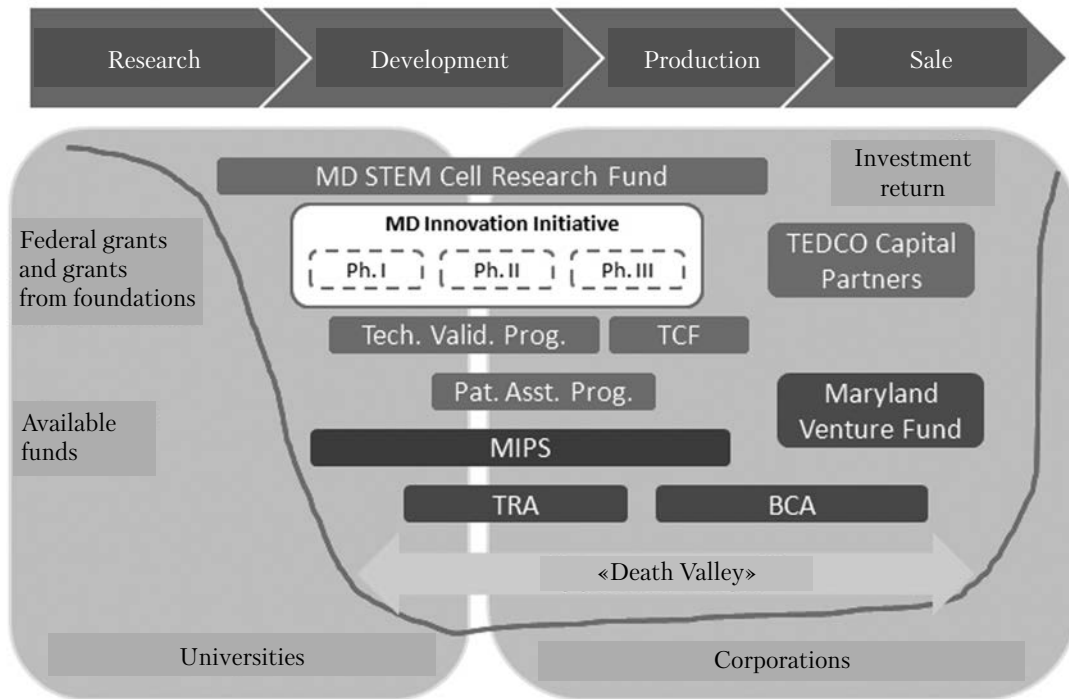 Research
Development
Production
Sale
MD STEM Cell Research Fund
Investment
return
MD Innovation Initiative
Ph. I
Ph. II
Ph. III
Federal grants
and grants
from foundations
TEDCO Capital
Partners
Tech. Valid. Prog.
TCF
Pat. Asst. Prog.
Maryland
Venture Fund
Available
funds
MIPS
TRA
BCA
«Death Valley»
Universities
Corporations